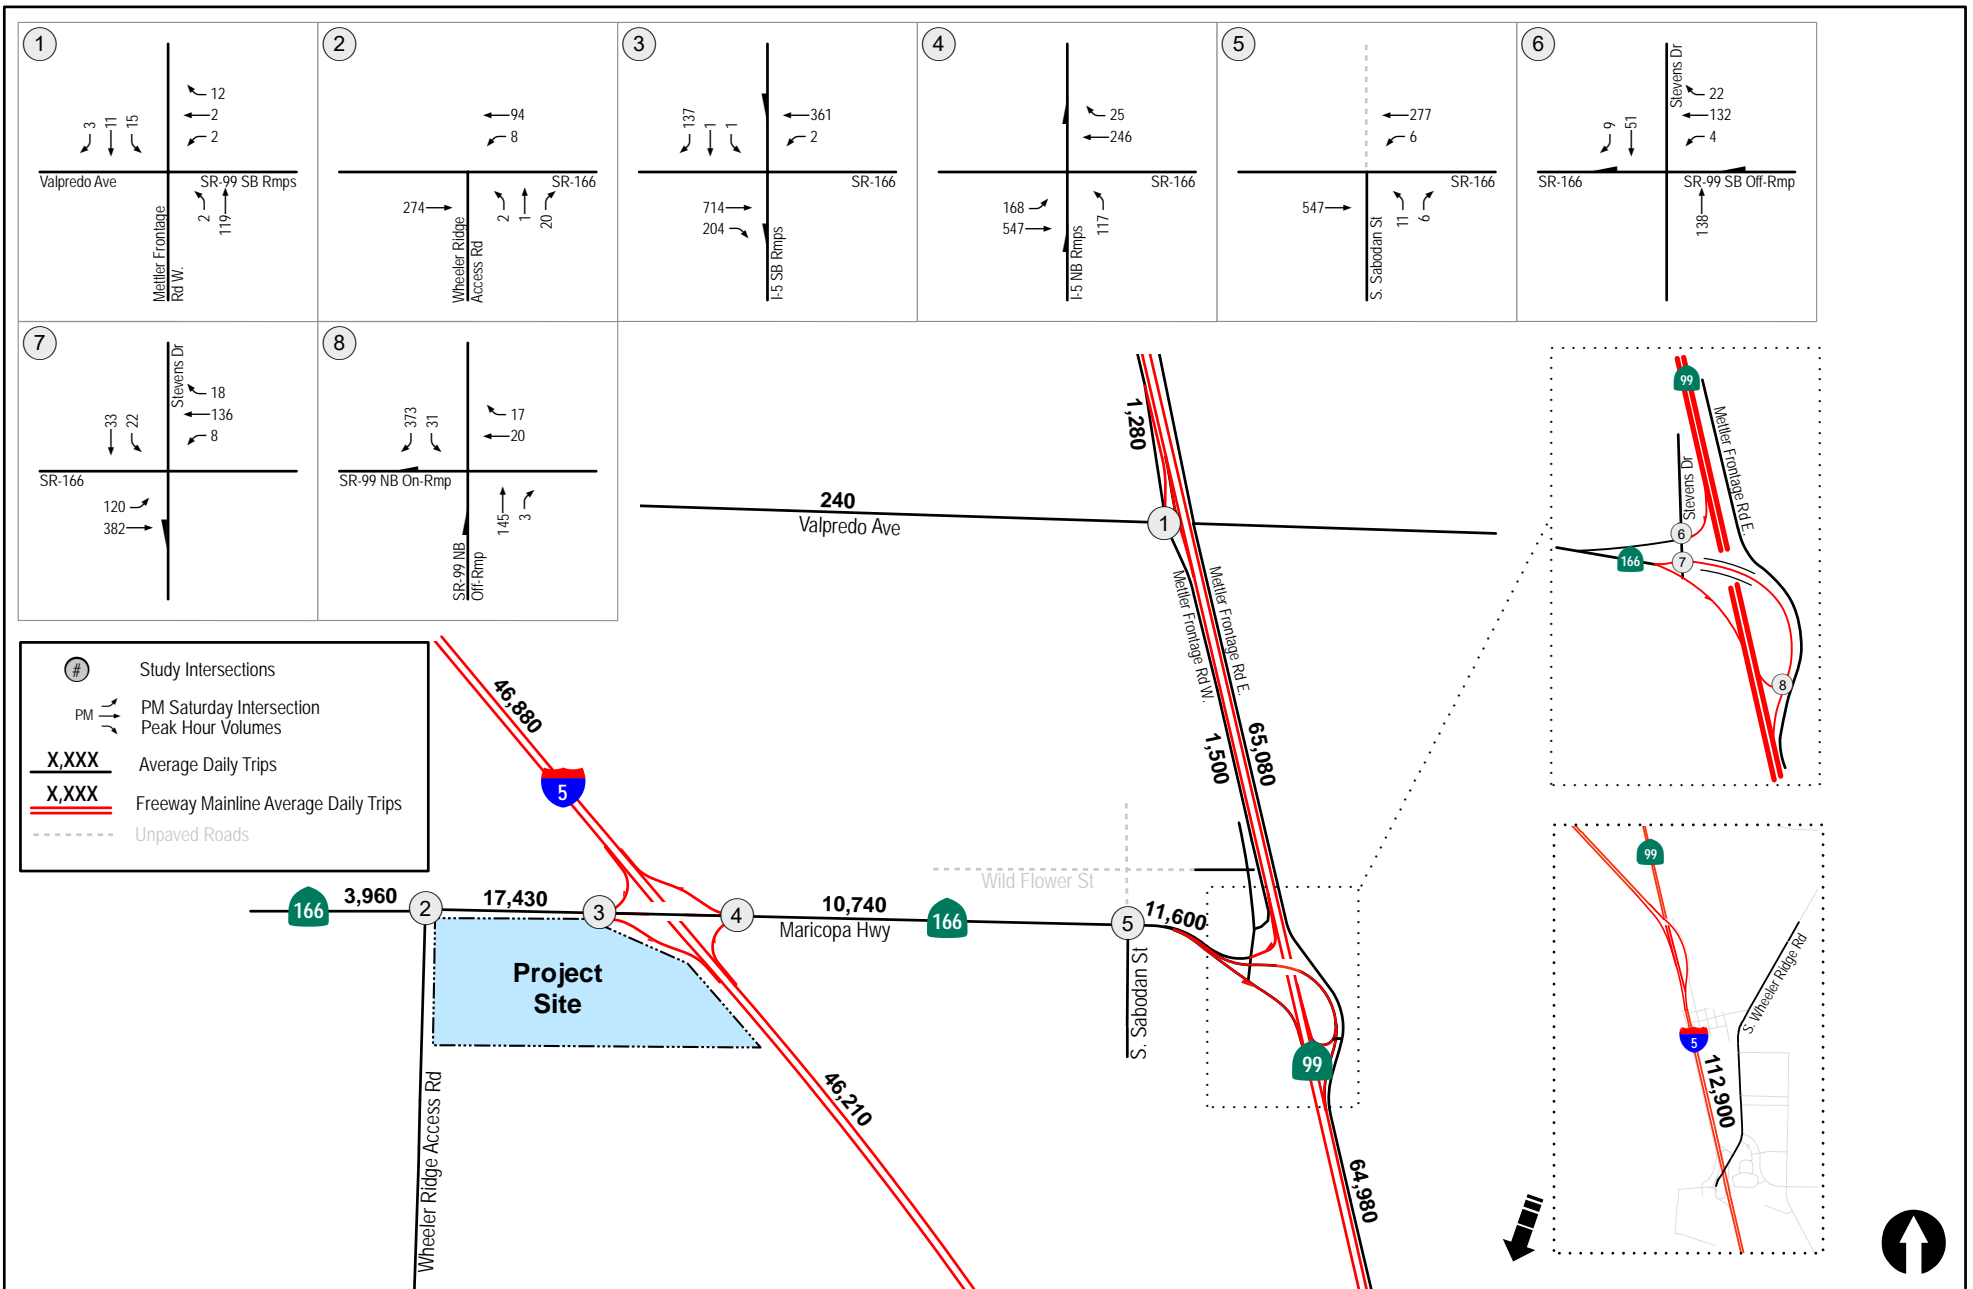 1
12
2
2
3
11
15
Valpredo Ave
SR-99 SB Rmps
2
119
Mettler Frontage
Rd W.
2
94
8
SR-166
274
2
1
20
Wheeler Ridge
Access Rd
3
137
1
1
361
2
SR-166
714
204
I-5 SB Rmps
4
25
246
SR-166
168
547
117
I-5 NB Rmps
5
277
6
SR-166
547
11
6
S. Sabodan St
6
Stevens Dr
22
132
4
9
51
SR-166
SR-99 SB Off-Rmp
138
7
Stevens Dr
18
136
8
33
22
SR-166
120
382
8
373
31
17
20
SR-99 NB On-Rmp
145
3
SR-99 NB
Off-Rmp
#
Study Intersections
PM
PM Saturday Intersection
Peak Hour Volumes
X,XXX
Average Daily Trips
X,XXX
Freeway Mainline Average Daily Trips
Unpaved Roads
1,280
240
Valpredo Ave
1
Mettler Frontage Rd W.
Mettler Frontage Rd E.
1,500
65,080
46,880
5
166
3,960
2
17,430
3
4
10,740
Maricopa Hwy
166
Wild Flower St
5
11,600
S. Sabodan St
Project
Site
46,210
Wheeler Ridge Access Rd
99
64,980
99
Mettler Frontage Rd E.
Stevens Dr
6
166
7
8
99
S. Wheeler Ridge Rd
5
112,900